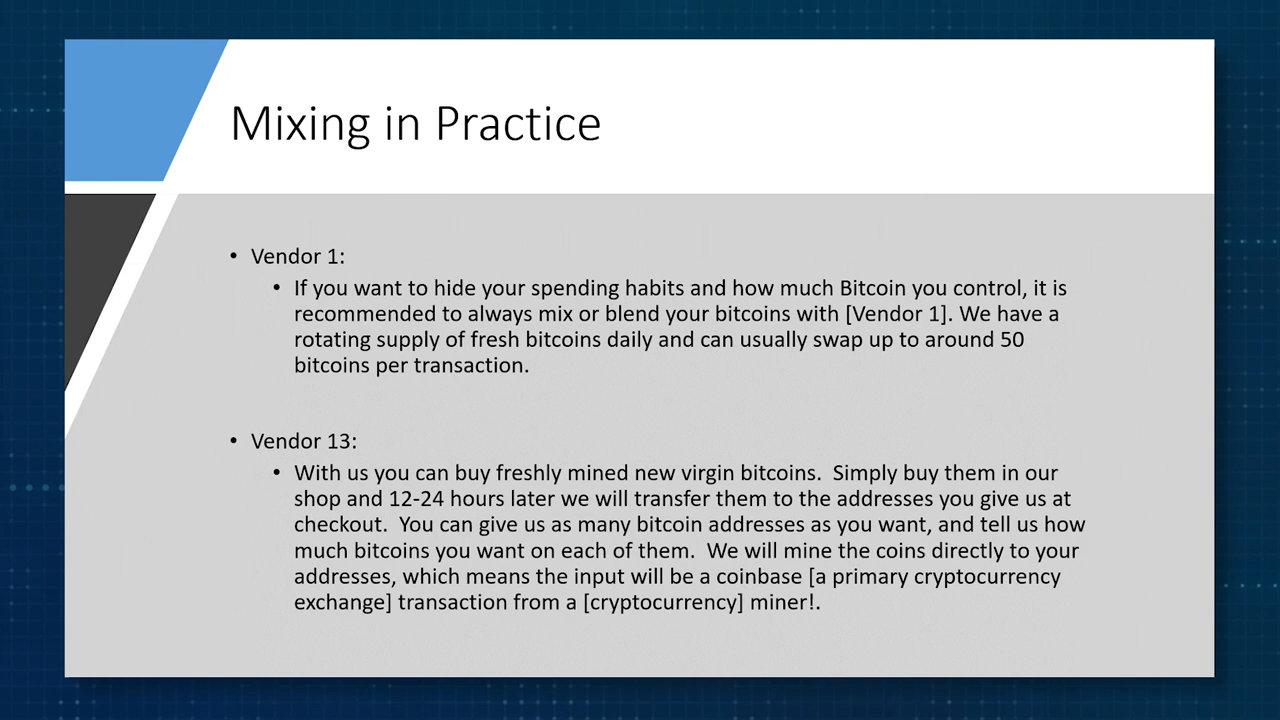 Mixing in Practice
• Vendor 1:
• If you want to hide your spending habits and how much Bitcoin you control, it is
recommended to always mix or blend your bitcoins with [Vendor 1]. We have a
rotating supply of fresh bitcoins daily and can usually swap up to around 50
bitcoins per transaction.
• Vendor 13:
• With us you can buy freshly mined new virgin bitcoins.  Simply buy them in our
shop and 12-24 hours later we will transfer them to the addresses you give us at
checkout.  You can give us as many bitcoin addresses as you want, and tell us how
much bitcoins you want on each of them.  We will mine the coins directly to your
addresses, which means the input will be a coinbase [a primary cryptocurrency
exchange] transaction from a [cryptocurrency] miner!.